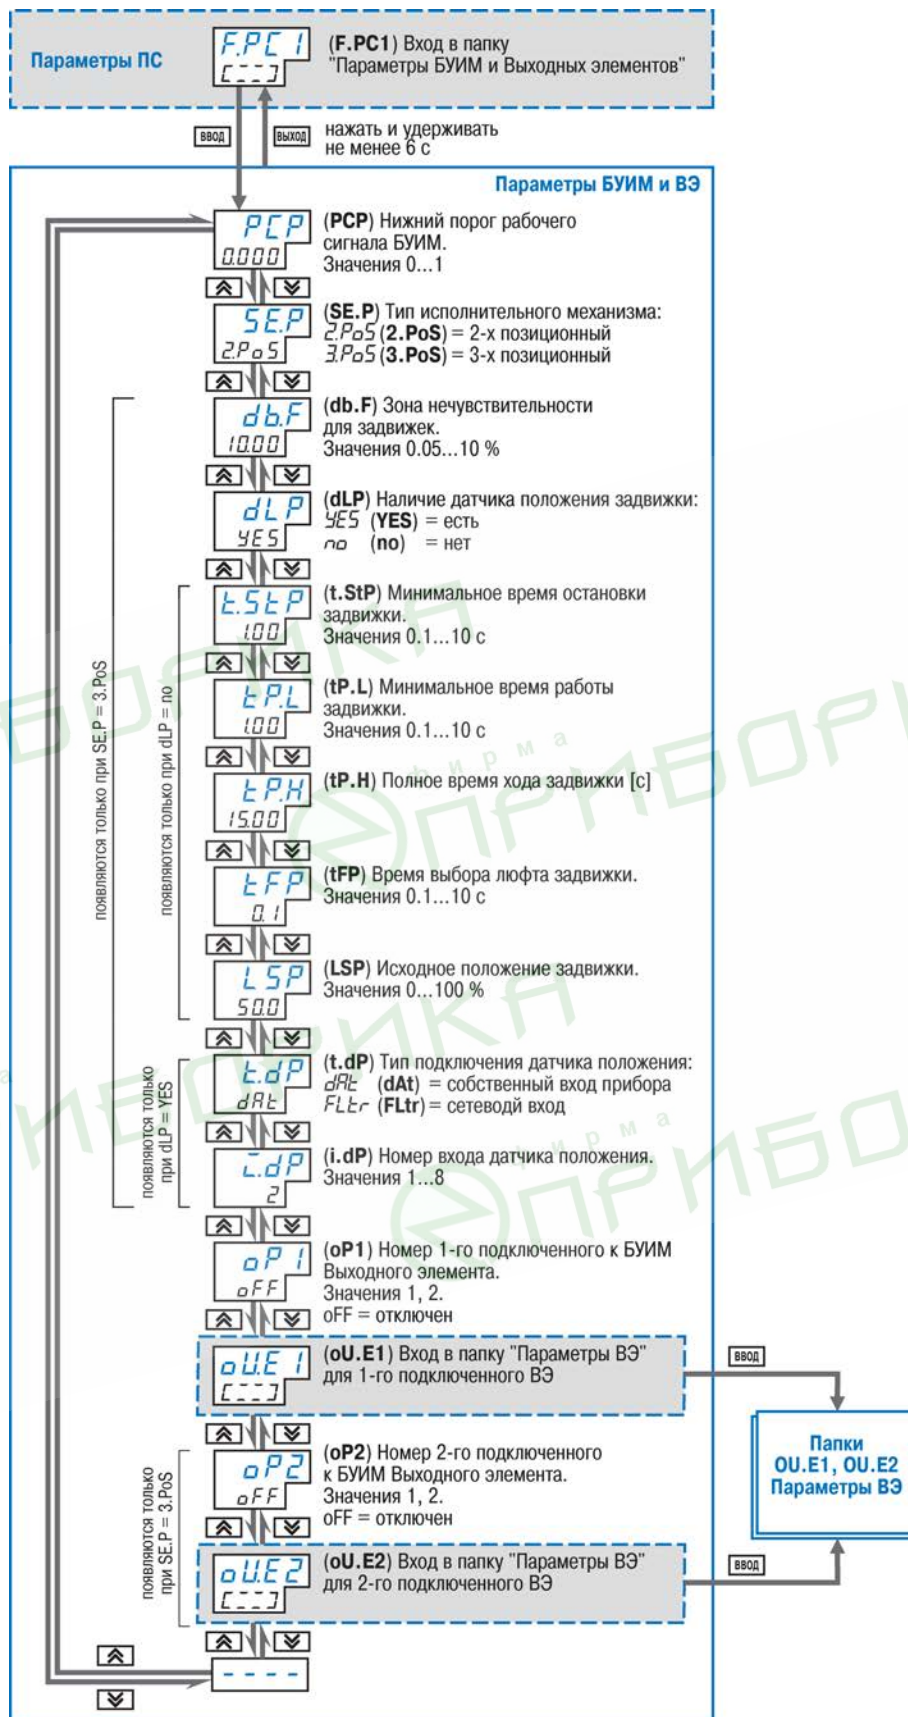 Параметры ПС
F.PC1
[---]
(F.PC1) Вход в папку
"Параметры БУИМ и Выходных элементов"
ВВОД
ВЫХОД
нажать и удерживать
не менее 6 с
Параметры БУИМ и ВЭ
PCP
0.000
(PCP) Нижний порог рабочего
сигнала БУИМ.
Значения 0...1
SE.P
2.PoS
(SE.P) Тип исполнительного механизма:
2.PoS (2.PoS) = 2-х позиционный
3.PoS (3.PoS) = 3-х позиционный
появляются только при SE.P = 3.PoS
db.F
10.00
(db.F) Зона нечувствительности
для задвижек.
Значения 0.05...10 %
dLP
YES
(dLP) Наличие датчика положения задвижки:
YES (YES) = есть
no (no) = нет
появляются только при dLP = no
t.StP
1.00
(t.StP) Минимальное время остановки
задвижки.
Значения 0.1...10 с
tP.L
1.00
(tP.L) Минимальное время работы
задвижки.
Значения 0.1...10 с
tP.H
15.00
(tP.H) Полное время хода задвижки [с]
tFP
0.1
(tFP) Время выбора люфта задвижки.
Значения 0.1...10 с
LSP
50.0
(LSP) Исходное положение задвижки.
Значения 0...100 %
появляются только
при dLP = YES
t.dP
dAt
(t.dP) Тип подключения датчика положения:
dAt (dAt) = собственный вход прибора
FLtr (FLtr) = сетеводй вход
i.dP
2
(i.dP) Номер входа датчика положения.
Значения 1...8
oP1
oFF
(oP1) Номер 1-го подключенного к БУИМ
Выходного элемента.
Значения 1, 2.
oFF = отключен
oU.E1
[---]
(oU.E1) Вход в папку "Параметры ВЭ"
для 1-го подключенного ВЭ
ВВОД
Папки
OU.E1, OU.E2
Параметры ВЭ
появляются только
при SE.P = 3.PoS
oP2
oFF
(oP2) Номер 2-го подключенного
к БУИМ Выходного элемента.
Значения 1, 2.
oFF = отключен
oU.E2
[---]
(oU.E2) Вход в папку "Параметры ВЭ"
для 2-го подключенного ВЭ
ВВОД
----
фирма
ПРИБОРИКА
фирма
ПРИБОРИКА